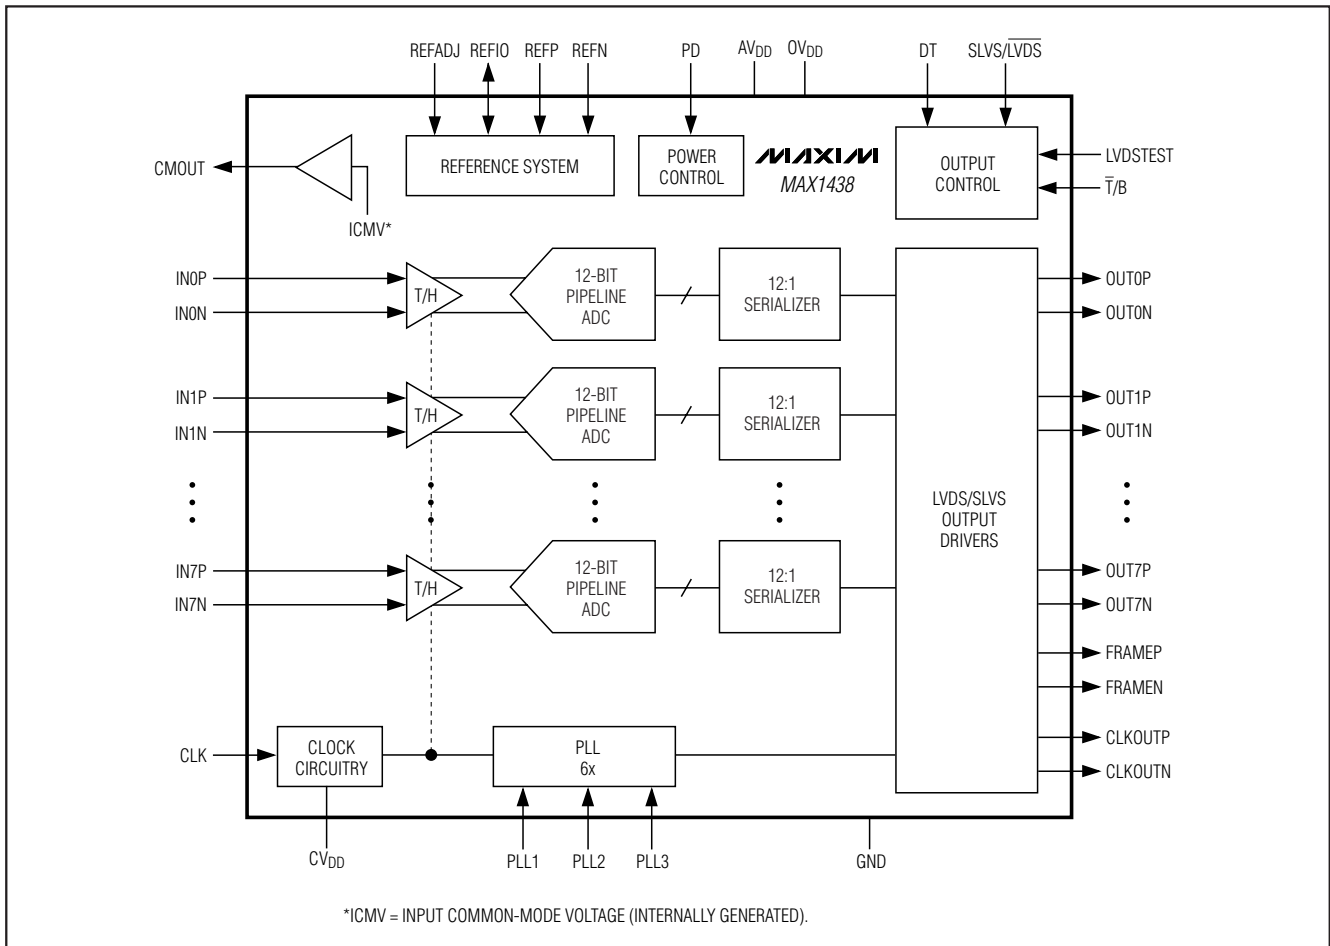 REFADJ REFIO REFP REFN PD AVDD OVDD DT SLVS/L̅V̅D̅S̅
CMOUT
ICMV*
REFERENCE SYSTEM
POWER
CONTROL
MAXIM
MAX1438
OUTPUT
CONTROL
LVDSTEST
T̅/B
IN0P
IN0N
T/H
12-BIT
PIPELINE
ADC
12:1
SERIALIZER
OUT0P
OUT0N
IN1P
IN1N
T/H
12-BIT
PIPELINE
ADC
12:1
SERIALIZER
OUT1P
OUT1N
LVDS/SLVS
OUTPUT
DRIVERS
IN7P
IN7N
T/H
12-BIT
PIPELINE
ADC
12:1
SERIALIZER
OUT7P
OUT7N
FRAMEP
FRAMEN
CLK
CLOCK
CIRCUITRY
PLL
6x
CLKOUTP
CLKOUTN
CVDD PLL1 PLL2 PLL3 GND
*ICMV = INPUT COMMON-MODE VOLTAGE (INTERNALLY GENERATED).